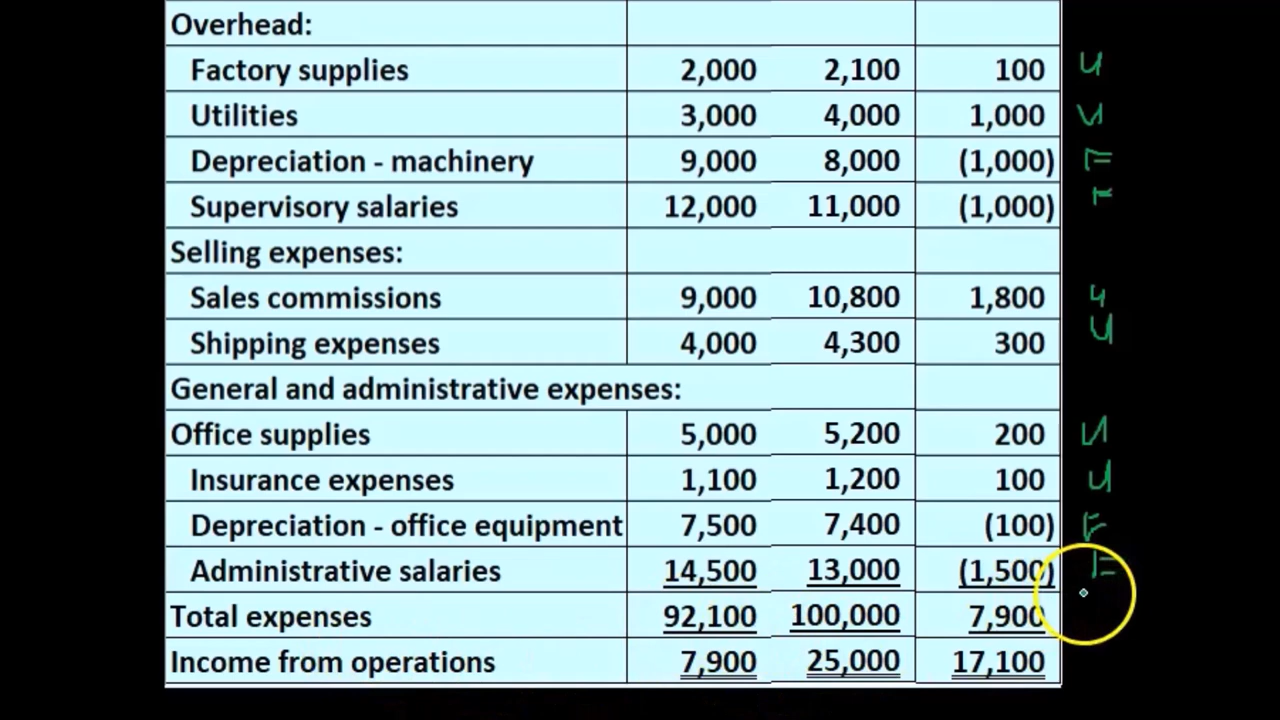 Overhead:
Factory supplies 2,000 2,100 100 U
Utilities 3,000 4,000 1,000 U
Depreciation - machinery 9,000 8,000 (1,000) F
Supervisory salaries 12,000 11,000 (1,000) F
Selling expenses:
Sales commissions 9,000 10,800 1,800 U
Shipping expenses 4,000 4,300 300 U
General and administrative expenses:
Office supplies 5,000 5,200 200 U
Insurance expenses 1,100 1,200 100 U
Depreciation - office equipment 7,500 7,400 (100) F
Administrative salaries 14,500 13,000 (1,500) F
Total expenses 92,100 100,000 7,900
Income from operations 7,900 25,000 17,100